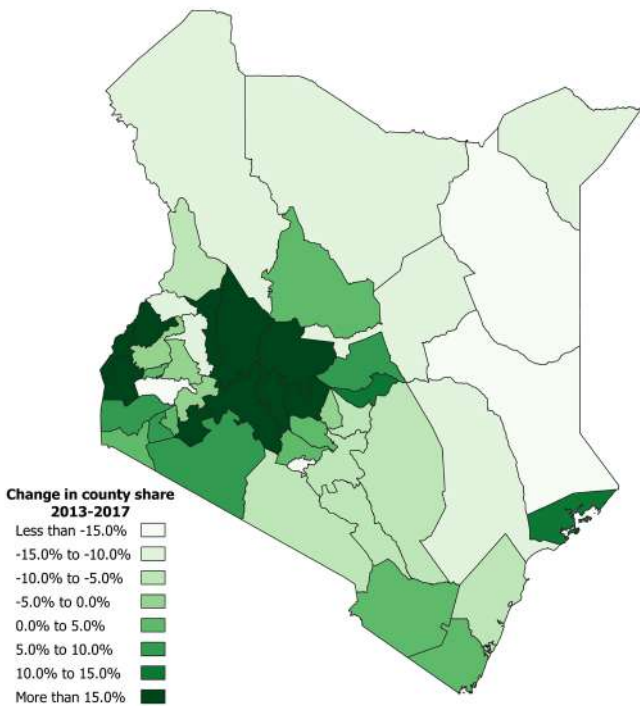 Change in county share
2013-2017
Less than -15.0%
-15.0% to -10.0%
-10.0% to -5.0%
-5.0% to 0.0%
0.0% to 5.0%
5.0% to 10.0%
10.0% to 15.0%
More than 15.0%